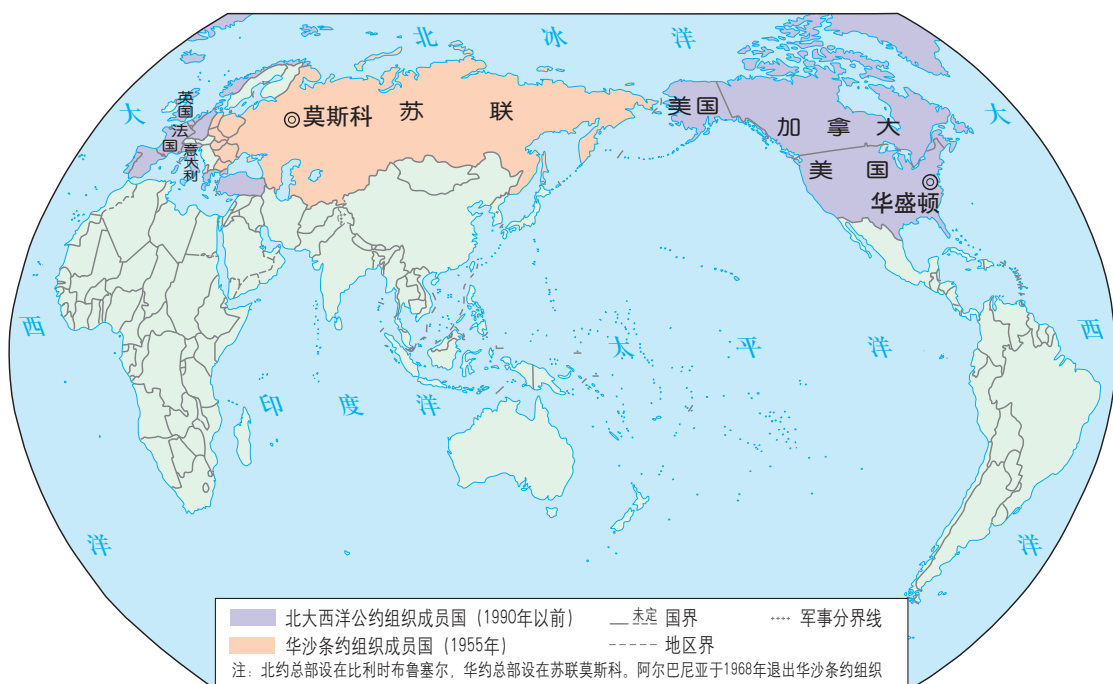 北 冰 洋
大
大
英国
法国
意大利
莫斯科
苏 联
美国
加 拿 大
美 国
华盛顿
西
太 平 洋
西
印 度 洋
洋
洋
北大西洋公约组织成员国（1990年以前）
未定 国界
军事分界线
华沙条约组织成员国（1955年）
地区界
注：北约总部设在比利时布鲁塞尔，华约总部设在苏联莫斯科。阿尔巴尼亚于1968年退出华沙条约组织